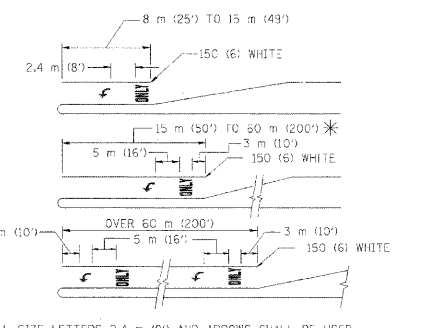 8 m (25') TO 15 m (49')
2.4 m (8')
150 (6) WHITE
ONLY
15 m (50') TO 60 m (200') *
5 m (16')
3 m (10')
150 (6) WHITE
ONLY
OVER 60 m (200')
m (10')
5 m (16')
3 m (10')
150 (6) WHITE
ONLY
ONLY
SIZE LETTERS 2.4 m (8') AND ARROWS SHALL BE USED